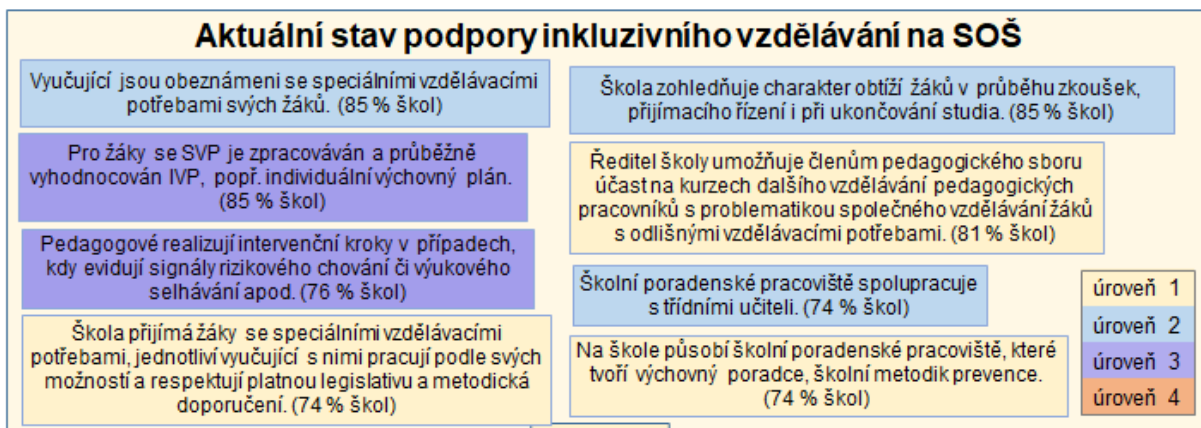 Aktuální stav podpory inkluzivního vzdělávání na SOŠ
Vyučující jsou obeznámeni se speciálními vzdělávacími
potřebami svých žáků. (85 % škol)
Pro žáky se SVP je zpracováván a průběžně
vyhodnocován IVP, popř. individuální výchovný plán.
(85 % škol)
Pedagogové realizují intervenční kroky v případech,
kdy evidují signály rizikového chování či výukového
selhávání apod. (76 % škol)
Škola přijímá žáky se speciálními vzdělávacími
potřebami, jednotliví vyučující s nimi pracují podle svých
možností a respektují platnou legislativu a metodická
doporučení. (74 % škol)
Škola zohledňuje charakter obtíží žáků v průběhu zkoušek,
přijímacího řízení i při ukončování studia. (85 % škol)
Ředitel školy umožňuje členům pedagogického sboru
účast na kurzech dalšího vzdělávání pedagogických
pracovníků s problematikou společného vzdělávání žáků
s odlišnými vzdělávacími potřebami. (81 % škol)
Školní poradenské pracoviště spolupracuje
s třídními učiteli. (74 % škol)
Na škole působí školní poradenské pracoviště, které
tvoří výchovný poradce, školní metodik prevence.
(74 % škol)
úroveň 1
úroveň 2
úroveň 3
úroveň 4